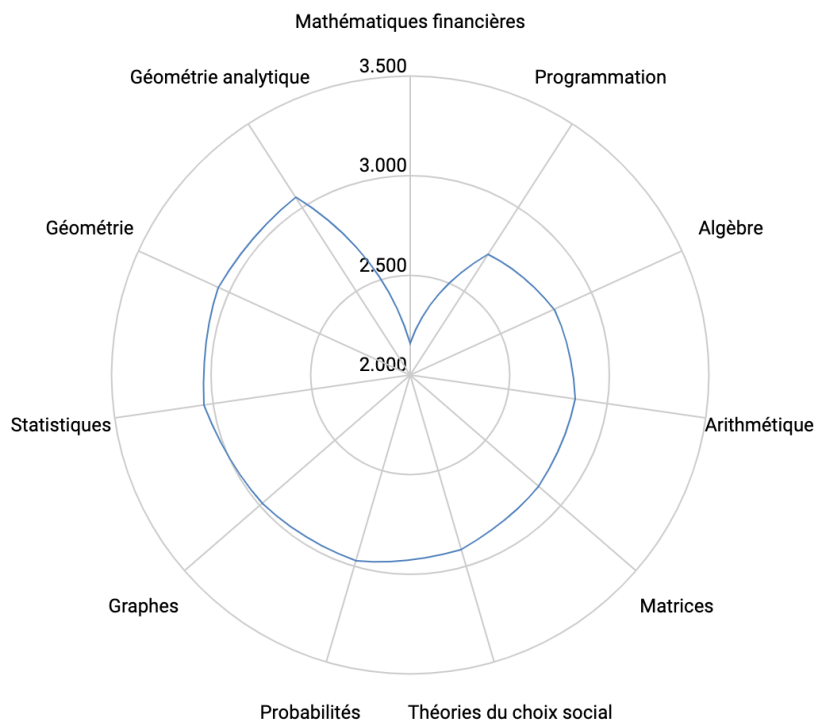 Mathématiques financières
3.500
Géométrie analytique
Programmation
3.000
Géométrie
Algèbre
2.500
2.000
Statistiques
Arithmétique
Graphes
Matrices
Probabilités
Théories du choix social